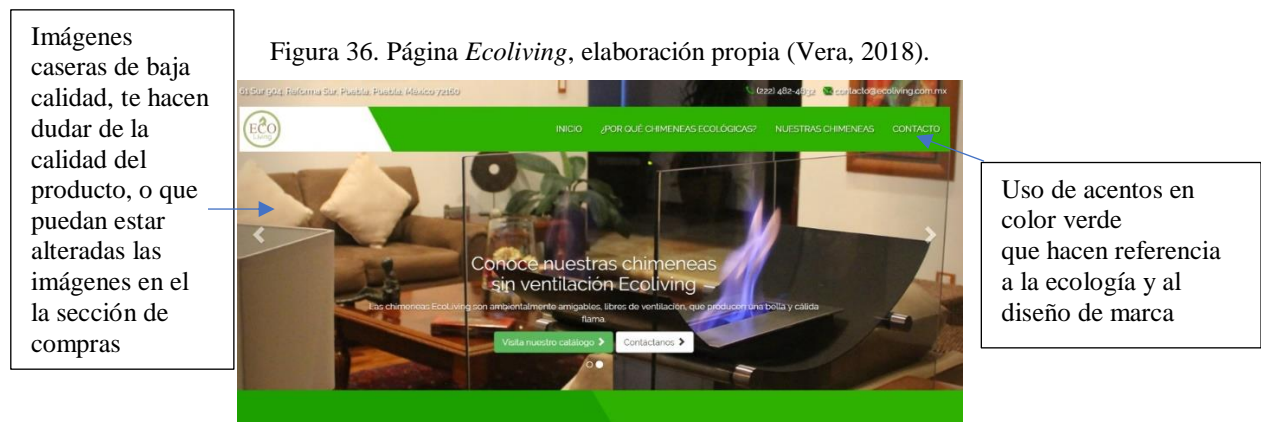 Imágenes
caseras de baja
calidad, te hacen
dudar de la
calidad del
producto, o que
puedan estar
alteradas las
imágenes en el
la sección de
compras
Figura 36. Página Ecoliving, elaboración propia (Vera, 2018).
61 Sur 904, Reforma Sur, Puebla, Puebla, México 72160
(222) 482-4832 contacto@ecoliving.com.mx
ECO
Living
INICIO ¿POR QUÉ CHIMENEAS ECOLÓGICAS? NUESTRAS CHIMENEAS CONTACTO
Conoce nuestras chimeneas
sin ventilación Ecoliving
Las chimeneas EcoLiving son ambientalmente amigables, libres de ventilación, que producen una bella y cálida
flama.
Visita nuestro catálogo Contáctanos
Uso de acentos en
color verde
que hacen referencia
a la ecología y al
diseño de marca